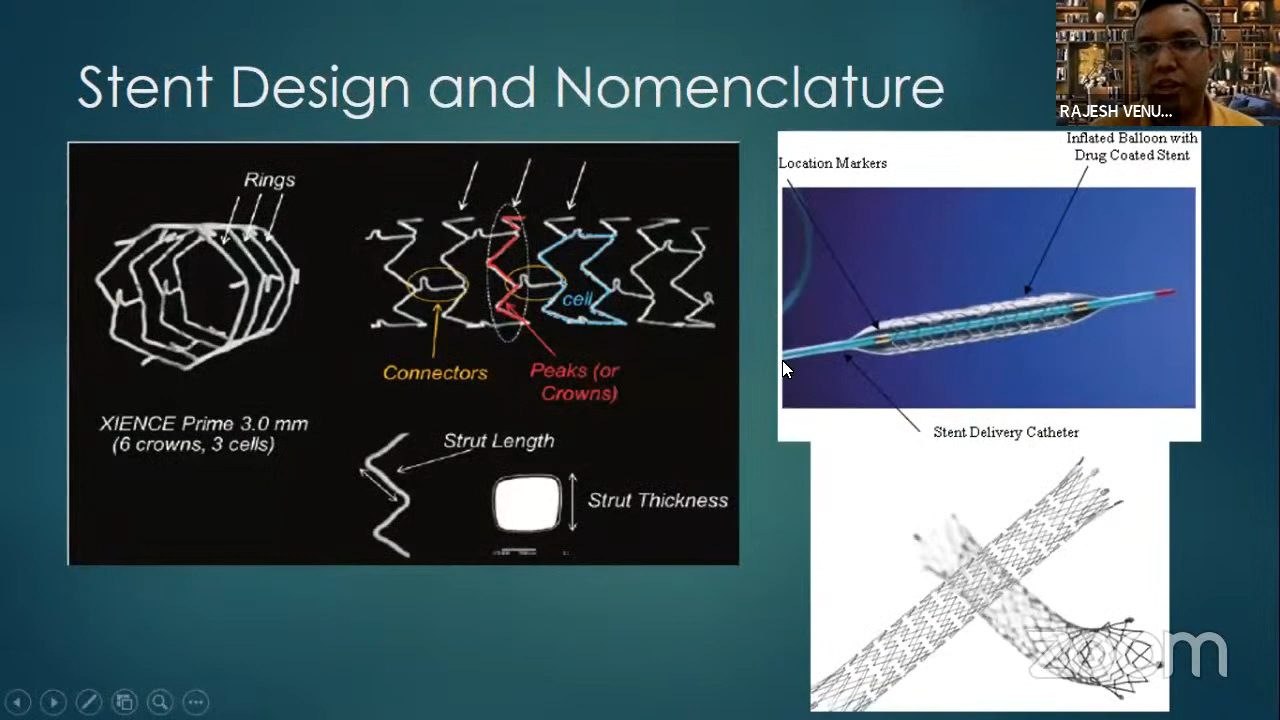 Stent Design and Nomenclature
RAJESH VENU...
Rings
cell
Connectors
Peaks (or
Crowns)
XIENCE Prime 3.0 mm
(6 crowns, 3 cells)
Strut Length
Strut Thickness
Inflated Balloon with
Drug Coated Stent
Location Markers
Stent Delivery Catheter
zoom